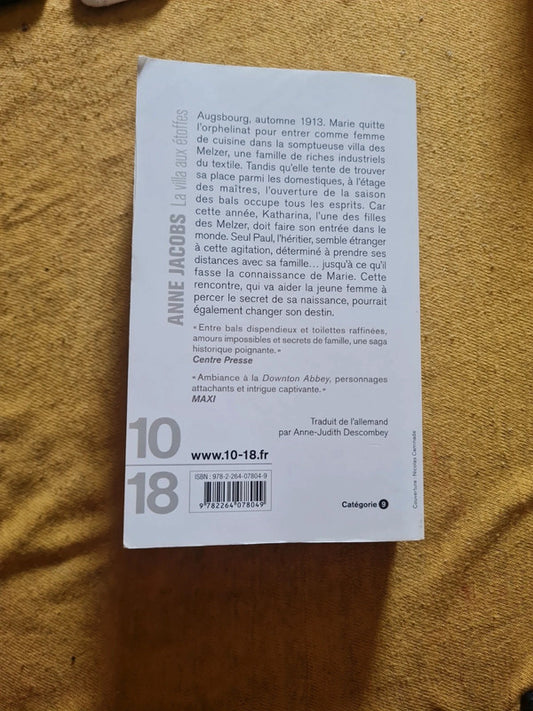 ANNE JACOBS La villa aux étoffes
Augsbourg, automne 1913. Marie quitte
l'orphelinat pour entrer comme femme
de cuisine dans la somptueuse villa des
Melzer, une famille de riches industriels
du textile. Tandis qu'elle tente de trouver
sa place parmi les domestiques, à l'étage
des maîtres, l'ouverture de la saison
des bals occupe tous les esprits. Car
cette année, Katharina, l'une des filles
des Melzer, doit faire son entrée dans le
monde. Seul Paul, l'héritier, semble étranger
à cette agitation, déterminé à prendre ses
distances avec sa famille… jusqu'à ce qu'il
fasse la connaissance de Marie. Cette
rencontre, qui va aider la jeune femme à
percer le secret de sa naissance, pourrait
également changer son destin.
« Entre bals dispendieux et toilettes raffinées,
amours impossibles et secrets de famille, une saga
historique poignante. »
Centre Presse
« Ambiance à la Downton Abbey, personnages
attachants et intrigue captivante. »
MAXI
Traduit de l'allemand
par Anne-Judith Descombey
10
18
www.10-18.fr
ISBN : 978-2-264-07804-9
9 782264 078049
Catégorie 9